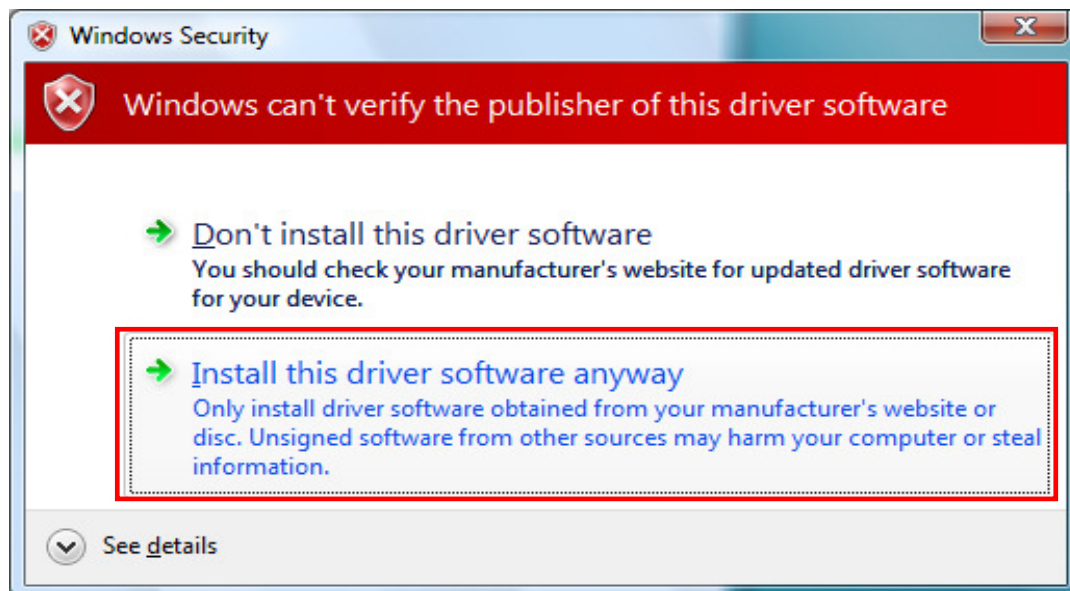 Windows Security
Windows can't verify the publisher of this driver software
Don't install this driver software
You should check your manufacturer's website for updated driver software
for your device.
Install this driver software anyway
Only install driver software obtained from your manufacturer's website or
disc. Unsigned software from other sources may harm your computer or steal
information.
See details